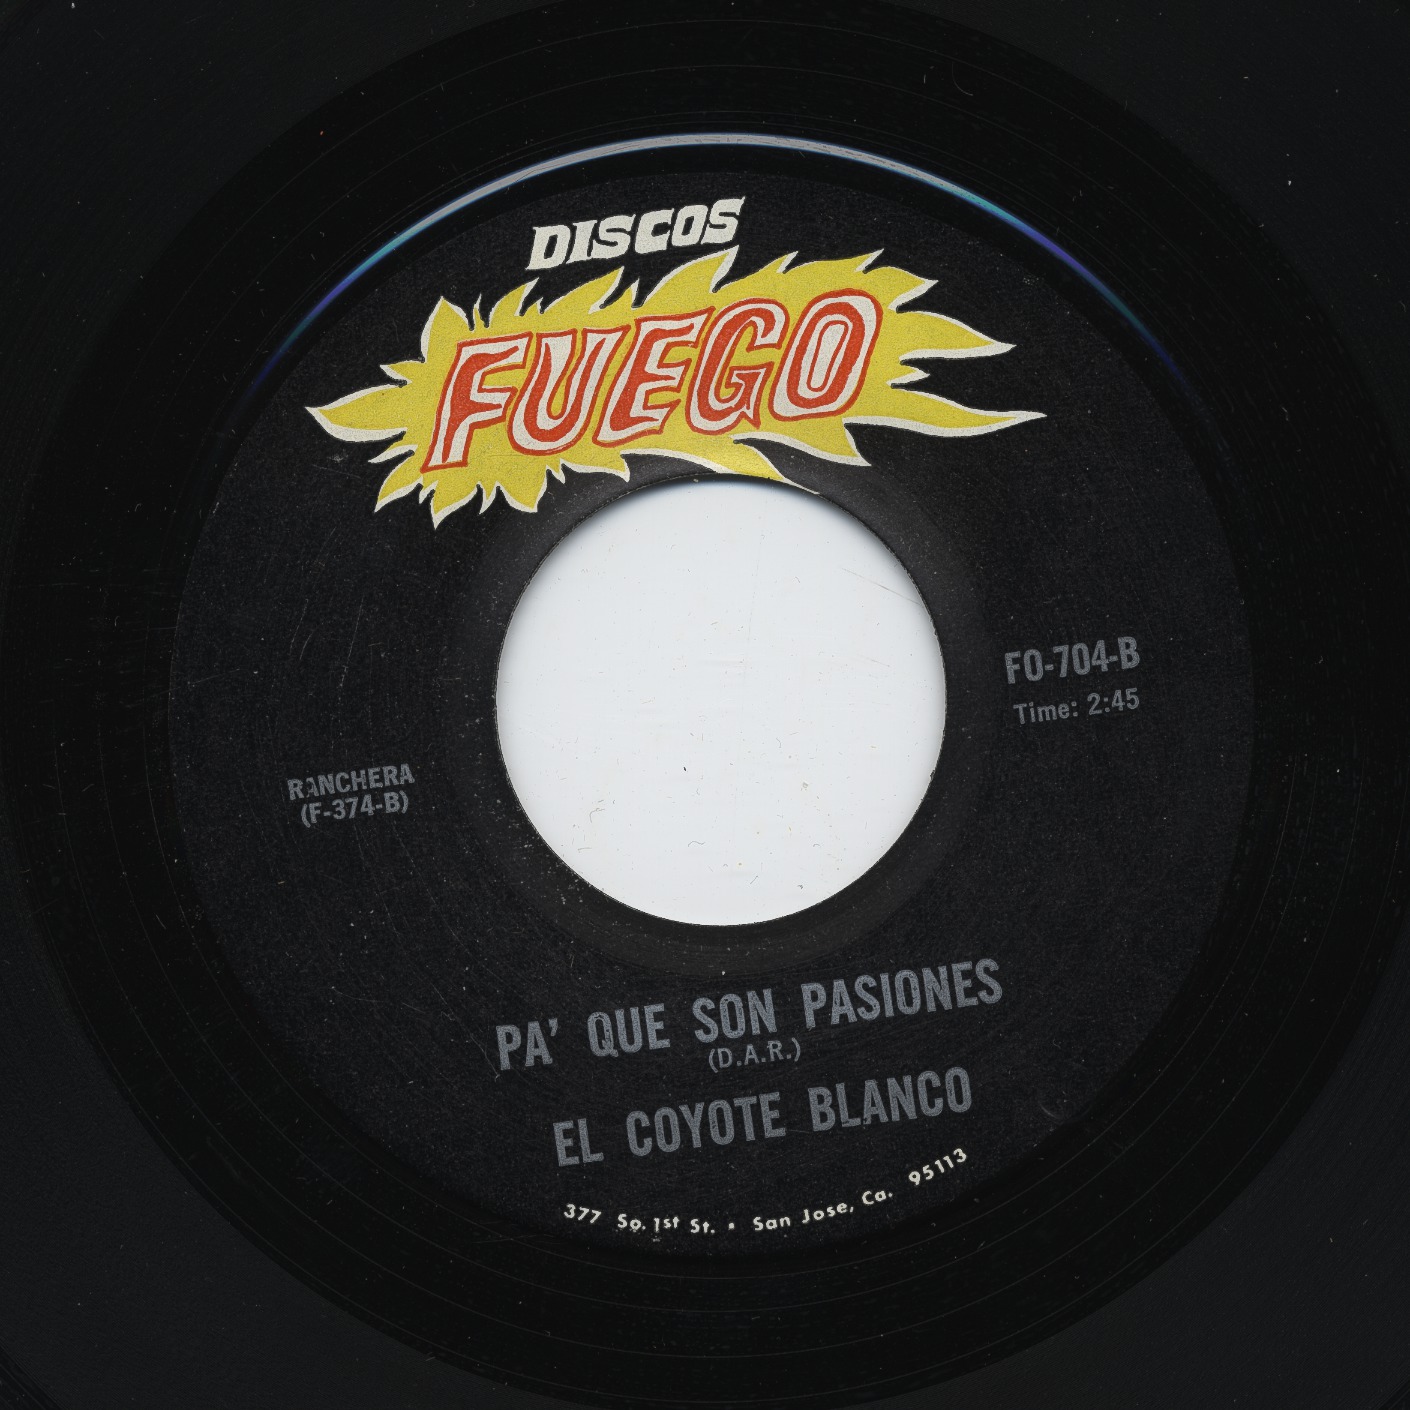 DISCOS
FUEGO
FO-704-B
Time: 2:45
RANCHERA
(F-374-B)
PA' QUE SON PASIONES
(D.A.R.)
EL COYOTE BLANCO
377 So. 1st St. • San Jose, Ca. 95113